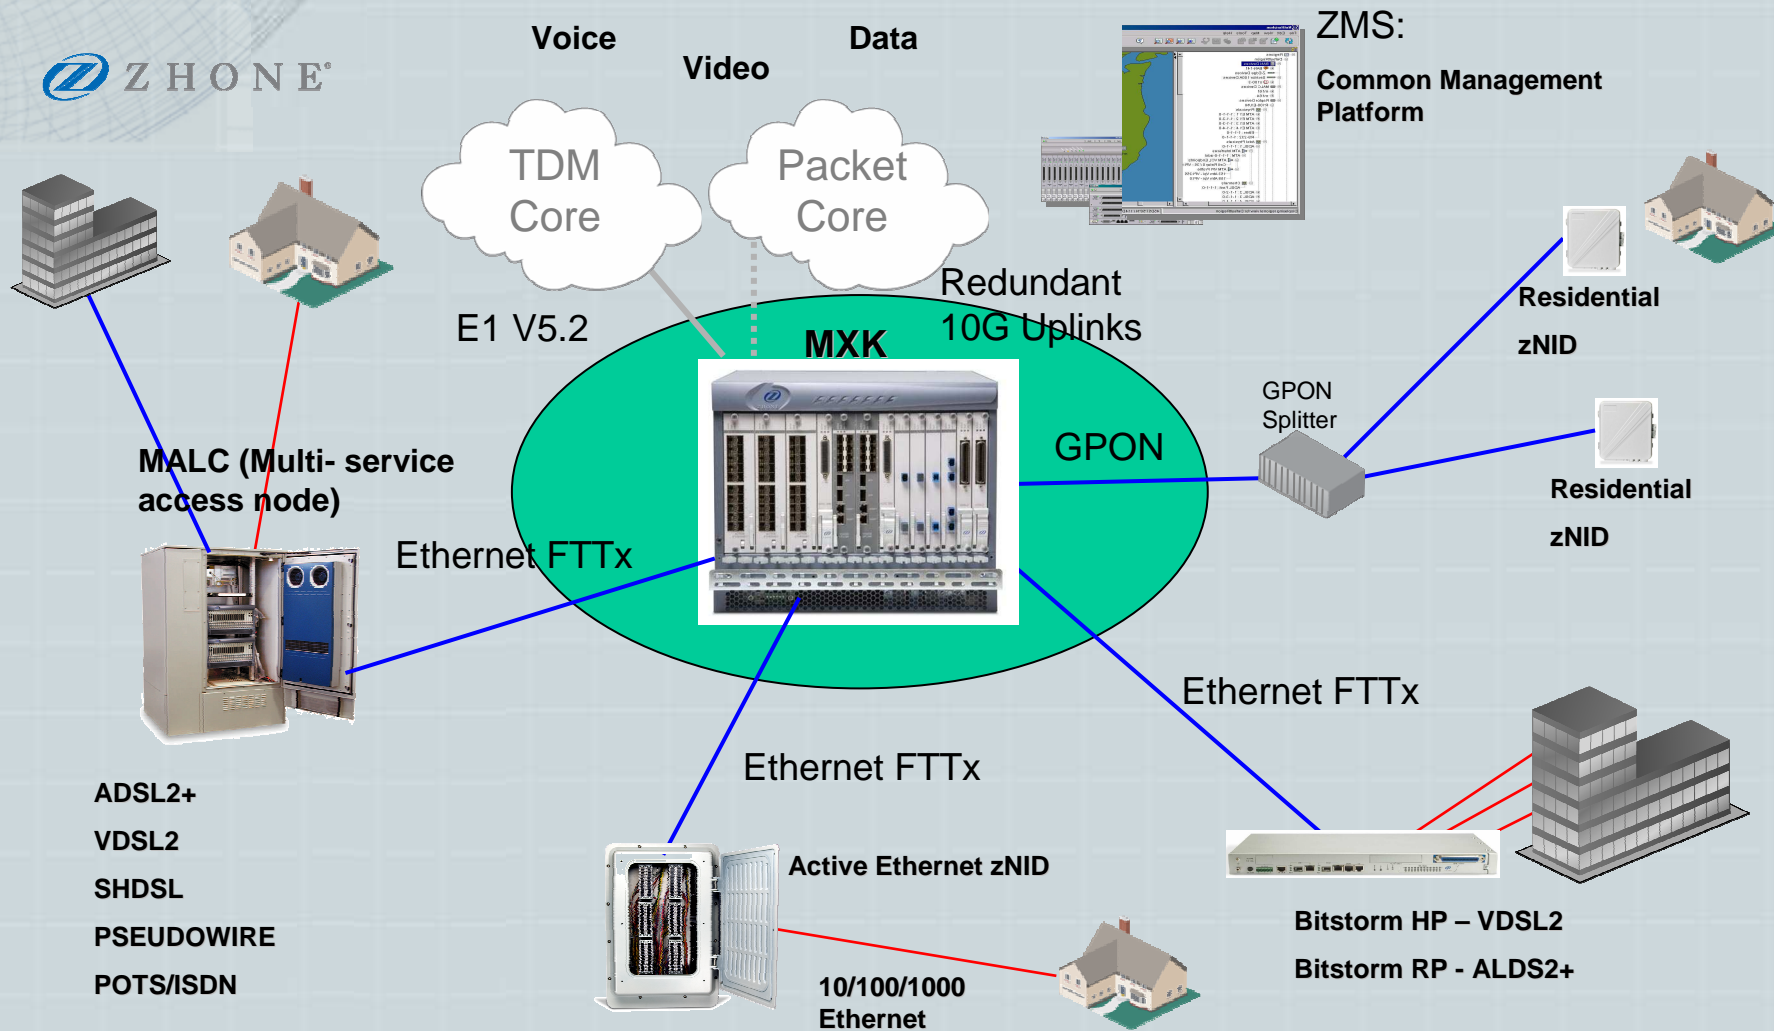 ZHONE
Voice
Video
Data
ZMS:
Common Management
Platform
TDM
Core
Packet
Core
E1 V5.2
Redundant
10G Uplinks
MXK
Residential
zNID
GPON
Splitter
GPON
Residential
zNID
MALC (Multi- service
access node)
Ethernet FTTx
Ethernet FTTx
Ethernet FTTx
ADSL2+
VDSL2
SHDSL
PSEUDOWIRE
POTS/ISDN
Active Ethernet zNID
10/100/1000
Ethernet
Bitstorm HP – VDSL2
Bitstorm RP - ALDS2+